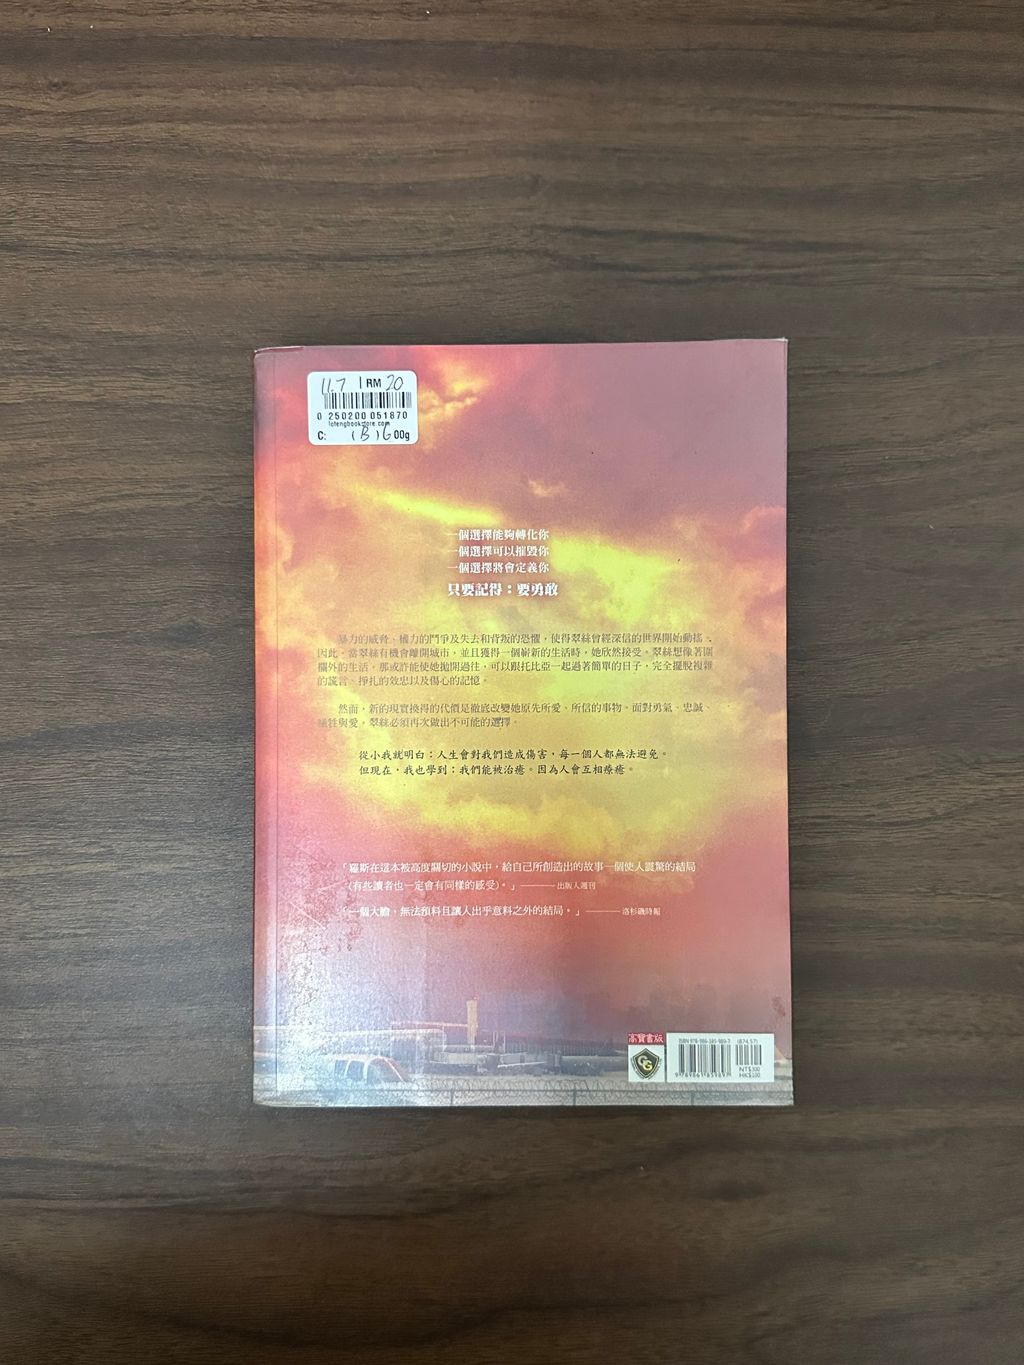 11.7 | RM 20
0 250200 051870
lotengbookstore.com
C: (B)G 00g
一個選擇能夠轉化你
一個選擇可以摧毀你
一個選擇將會定義你
只要記得：要勇敢
暴力的威脅、權力的鬥爭及失去和背叛的恐懼，使得翠絲曾經深信的世界開始動搖。
因此，當翠絲有機會離開城市，並且獲得一個嶄新的生活時，她欣然接受。翠絲想像著圍
欄外的生活，那或許能使她拋開過往，可以跟托比亞一起過著簡單的日子，完全擺脫複雜
的謊言、掙扎的效忠以及傷心的記憶。
然而，新的現實換得的代價是徹底改變她原先所愛、所信的事物。面對勇氣、忠誠、
犧牲與愛，翠絲必須再次做出不可能的選擇。
從小我就明白：人生會對我們造成傷害，每一個人都無法避免。
但現在，我也學到：我們能被治癒。因為人會互相療癒。
「羅斯在這本被高度關切的小說中，給自己所創造出的故事一個使人震驚的結局
(有些讀者也一定會有同樣的感受)。」———出版人週刊
「一個大膽，無法預料且讓人出乎意料之外的結局。」———洛杉磯時報
高寶書版
GG
ISBN 978-986-185-989-7 (874.57)
9 789861 859897
NT$300
HK$100